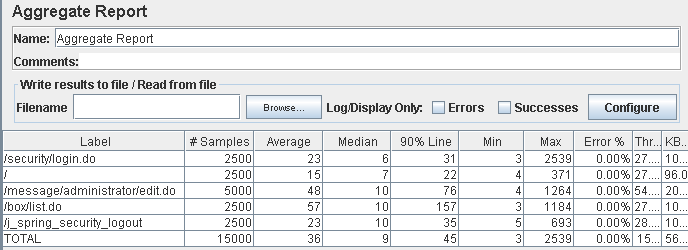 Aggregate Report
Name: Aggregate Report
Comments:
Write results to file / Read from file
Filename Browse... Log/Display Only: Errors Successes Configure
Label # Samples Average Median 90% Line Min Max Error % Thr... KB...
/security/login.do 2500 23 6 31 3 2539 0.00% 27.... 10...
/ 2500 15 7 22 4 371 0.00% 27.... 96.0
/message/administrator/edit.do 5000 48 10 76 4 1264 0.00% 54.... 20...
/box/list.do 2500 57 10 157 3 1184 0.00% 27.... 10...
/j_spring_security_logout 2500 23 10 35 5 693 0.00% 28.... 10...
TOTAL 15000 36 9 45 3 2539 0.00% 15... 56...